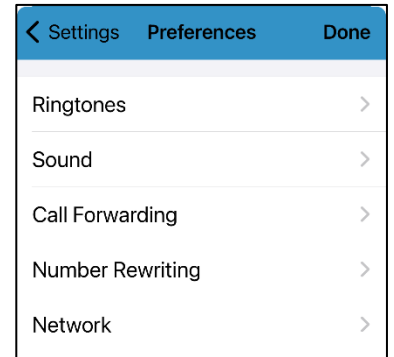 Settings Preferences Done
Ringtones
Sound
Call Forwarding
Number Rewriting
Network